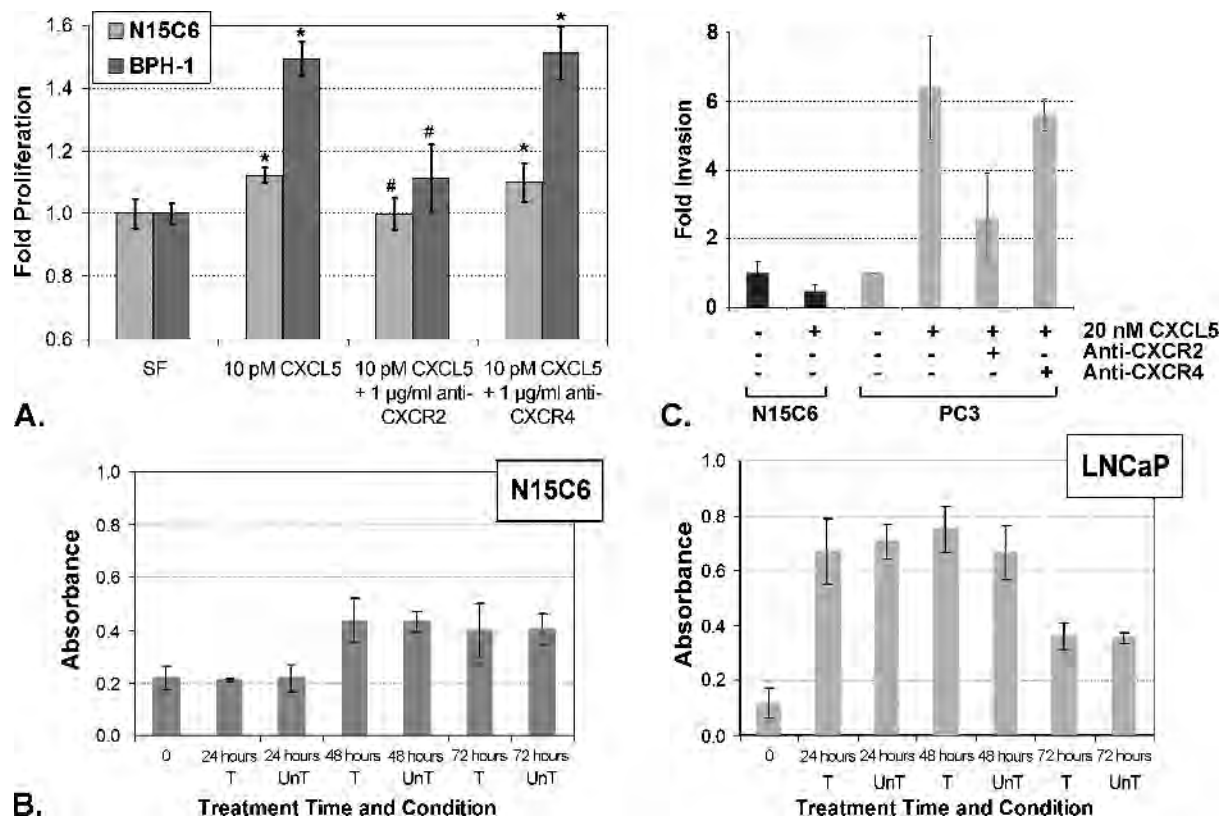 1.6
1.4
1.2
1.0
0.8
0.6
Fold Proliferation
N15C6
BPH-1
*
*
#
#
*
*
SF
10 pM CXCL5
10 pM CXCL5
+ 1 µg/ml anti-
CXCR2
10 pM CXCL5
+ 1 µg/ml anti-
CXCR4
A.
8
6
4
2
0
Fold Invasion
- + - + + + 20 nM CXCL5
- - - - + - Anti-CXCR2
- - - - - + Anti-CXCR4
N15C6
PC3
C.
1.0
0.8
0.6
0.4
0.2
0.0
Absorbance
N15C6
0
24 hours
T
24 hours
UnT
48 hours
T
48 hours
UnT
72 hours
T
72 hours
UnT
Treatment Time and Condition
B.
1.0
0.8
0.6
0.4
0.2
0.0
Absorbance
LNCaP
0
24 hours
T
24 hours
UnT
48 hours
T
48 hours
UnT
72 hours
T
72 hours
UnT
Treatment Time and Condition